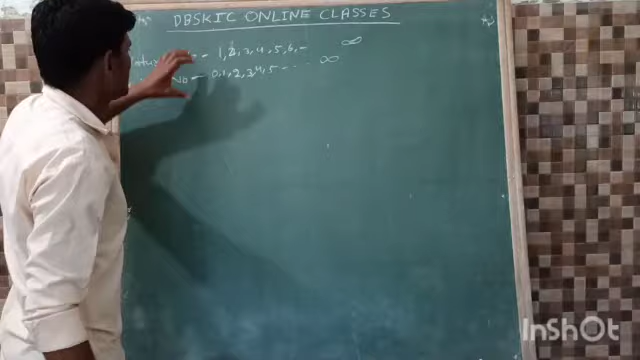 DBSKIC ONLINE CLASSES
1, 2, 3, 4, 5, 6, - ∞
No - 0, 1, 2, 3, 4, 5 - - - ∞
InShOt